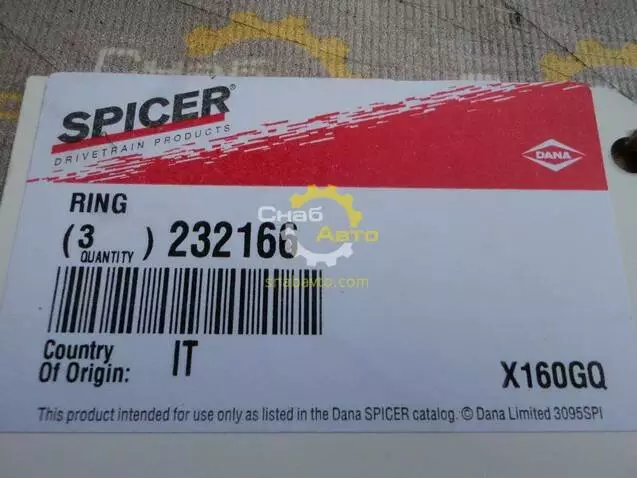 SPICER®
DRIVETRAIN PRODUCTS
DANA
RING
(3) 232166
QUANTITY
Снаб
Авто
snabavto.com
Country
Of Origin: IT
X160GQ
This product intended for use only as listed in the Dana SPICER catalog. © Dana Limited 3095SPI